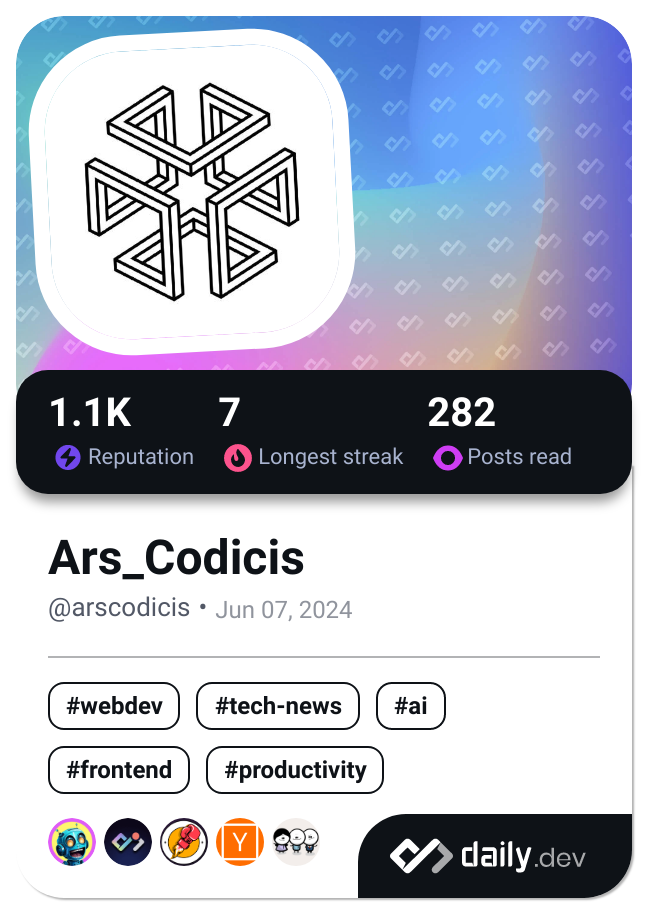 1.1K 7 282
Reputation Longest streak Posts read
Ars_Codicis
@arscodicis • Jun 07, 2024
#webdev #tech-news #ai
#frontend #productivity
Y
daily.dev